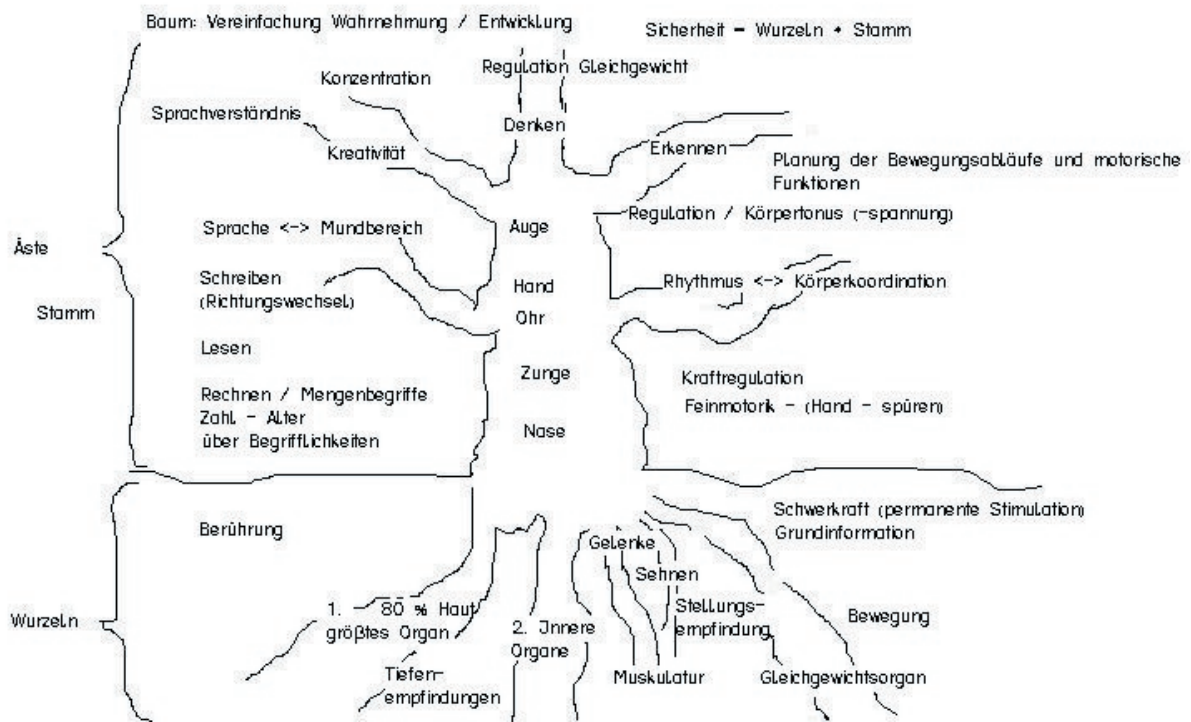 Baum: Vereinfachung Wahrnehmung / Entwicklung
Sicherheit = Wurzeln + Stamm
Regulation Gleichgewicht
Konzentration
Sprachverständnis
Denken
Kreativität
Erkennen
Planung der Bewegungsabläufe und motorische
Funktionen
Regulation / Körpertonus (-spannung)
Auge
Sprache <-> Mundbereich
Äste
Schreiben
(Richtungswechsel)
Hand
Rhythmus <-> Körperkoordination
Stamm
Ohr
Lesen
Zunge
Kraftregulation
Rechnen / Mengenbegriffe
Zahl - Alter
über Begrifflichkeiten
Feinmotorik - (Hand - spüren)
Nase
Schwerkraft (permanente Stimulation)
Grundinformation
Berührung
Gelenke
Sehnen
Wurzeln
1. 80 % Haut
größtes Organ
2. Jnnere
Organe
Stellungs-
empfindung
Bewegung
Tiefen-
empfindungen
Muskulatur
Gleichgewichtsorgan